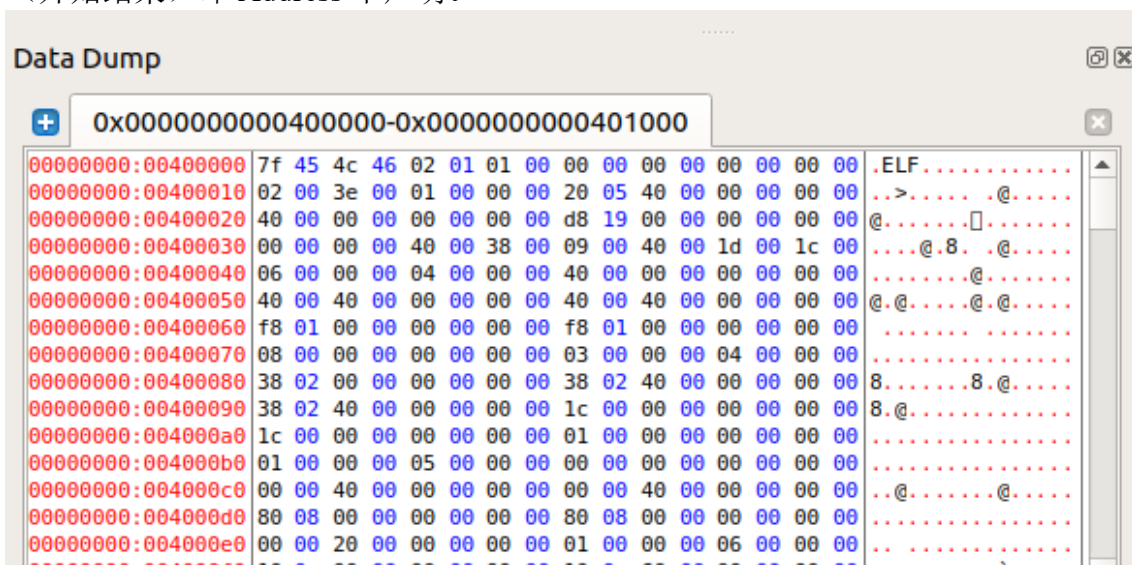 Address
Data Dump
0x0000000000400000-0x0000000000401000
00000000:00400000 7f 45 4c 46 02 01 01 00 00 00 00 00 00 00 00 00 .ELF............
00000000:00400010 02 00 3e 00 01 00 00 00 20 05 40 00 00 00 00 00 ..>..... .@.....
00000000:00400020 40 00 00 00 00 00 00 00 d8 19 00 00 00 00 00 00 @.......▯.......
00000000:00400030 00 00 00 00 40 00 38 00 09 00 40 00 1d 00 1c 00 ....@.8. .@.....
00000000:00400040 06 00 00 00 04 00 00 00 40 00 00 00 00 00 00 00 ........@.......
00000000:00400050 40 00 40 00 00 00 00 00 40 00 40 00 00 00 00 00 @.@.....@.@.....
00000000:00400060 f8 01 00 00 00 00 00 00 f8 01 00 00 00 00 00 00  ....... .......
00000000:00400070 08 00 00 00 00 00 00 00 03 00 00 00 04 00 00 00 ................
00000000:00400080 38 02 00 00 00 00 00 00 38 02 40 00 00 00 00 00 8.......8.@.....
00000000:00400090 38 02 40 00 00 00 00 00 1c 00 00 00 00 00 00 00 8.@.............
00000000:004000a0 1c 00 00 00 00 00 00 00 01 00 00 00 00 00 00 00 ................
00000000:004000b0 01 00 00 00 05 00 00 00 00 00 00 00 00 00 00 00 ................
00000000:004000c0 00 00 40 00 00 00 00 00 00 00 40 00 00 00 00 00 ..@.......@.....
00000000:004000d0 80 08 00 00 00 00 00 00 80 08 00 00 00 00 00 00 ................
00000000:004000e0 00 00 20 00 00 00 00 00 01 00 00 00 06 00 00 00 .. .............